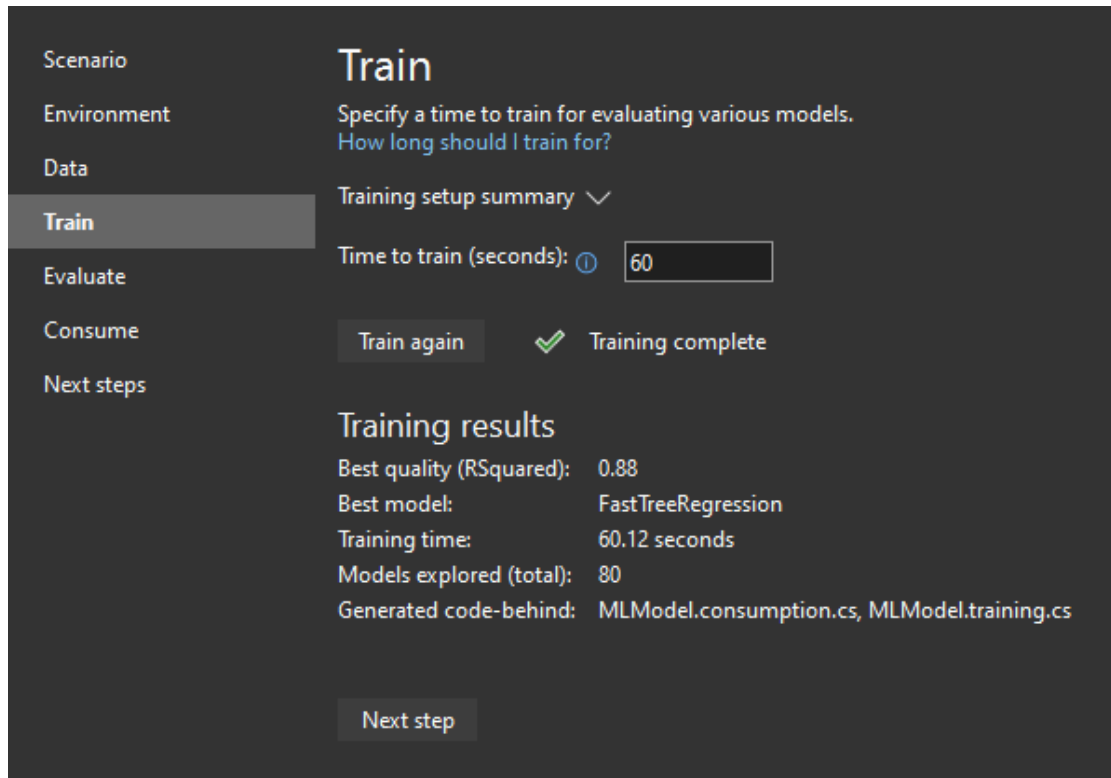 Scenario
Environment
Data
Train
Evaluate
Consume
Next steps
Train
Specify a time to train for evaluating various models.
How long should I train for?
Training setup summary
Time to train (seconds): 60
Train again Training complete
Training results
Best quality (RSquared): 0.88
Best model: FastTreeRegression
Training time: 60.12 seconds
Models explored (total): 80
Generated code-behind: MLModel.consumption.cs, MLModel.training.cs
Next step